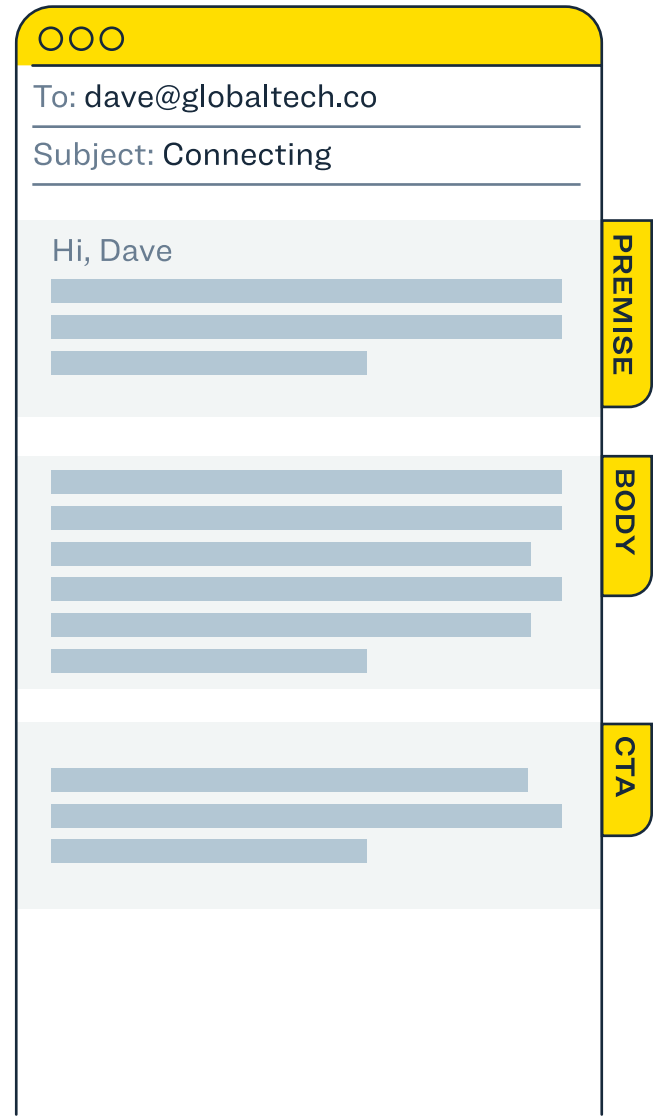 To: dave@globaltech.co
Subject: Connecting
Hi, Dave
PREMISE
BODY
CTA